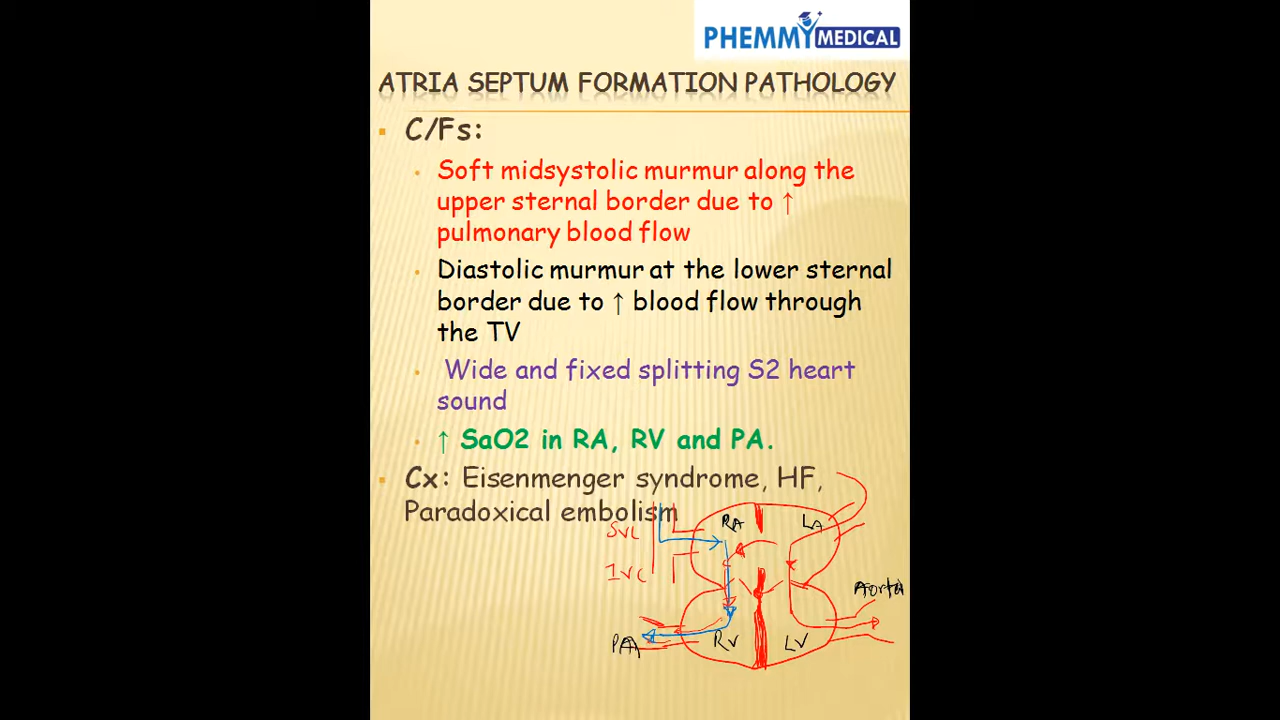 PHEMMY MEDICAL
ATRIA SEPTUM FORMATION PATHOLOGY
C/Fs:
Soft midsystolic murmur along the
upper sternal border due to ↑
pulmonary blood flow
Diastolic murmur at the lower sternal
border due to ↑ blood flow through
the TV
Wide and fixed splitting S2 heart
sound
↑ SaO2 in RA, RV and PA.
Cx: Eisenmenger syndrome, HF,
Paradoxical embolism
SVC
RA
LA
IVC
Aorta
PA
RV
LV